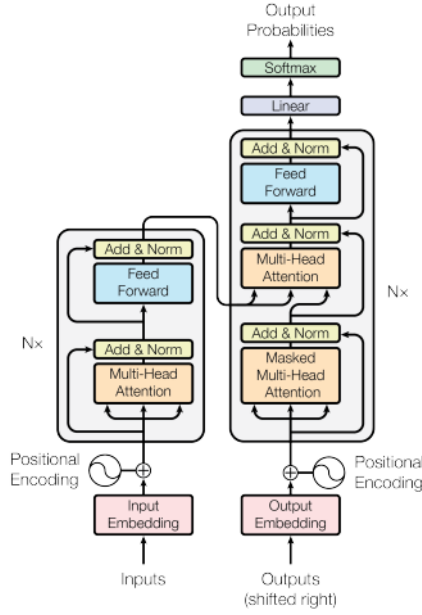 Output
Probabilities
Softmax
Linear
Add & Norm
Feed
Forward
Add & Norm
Multi-Head
Attention
Add & Norm
Masked
Multi-Head
Attention
Nx
Positional
Encoding
Output
Embedding
Outputs
(shifted right)
Add & Norm
Feed
Forward
Add & Norm
Multi-Head
Attention
Nx
Positional
Encoding
Input
Embedding
Inputs